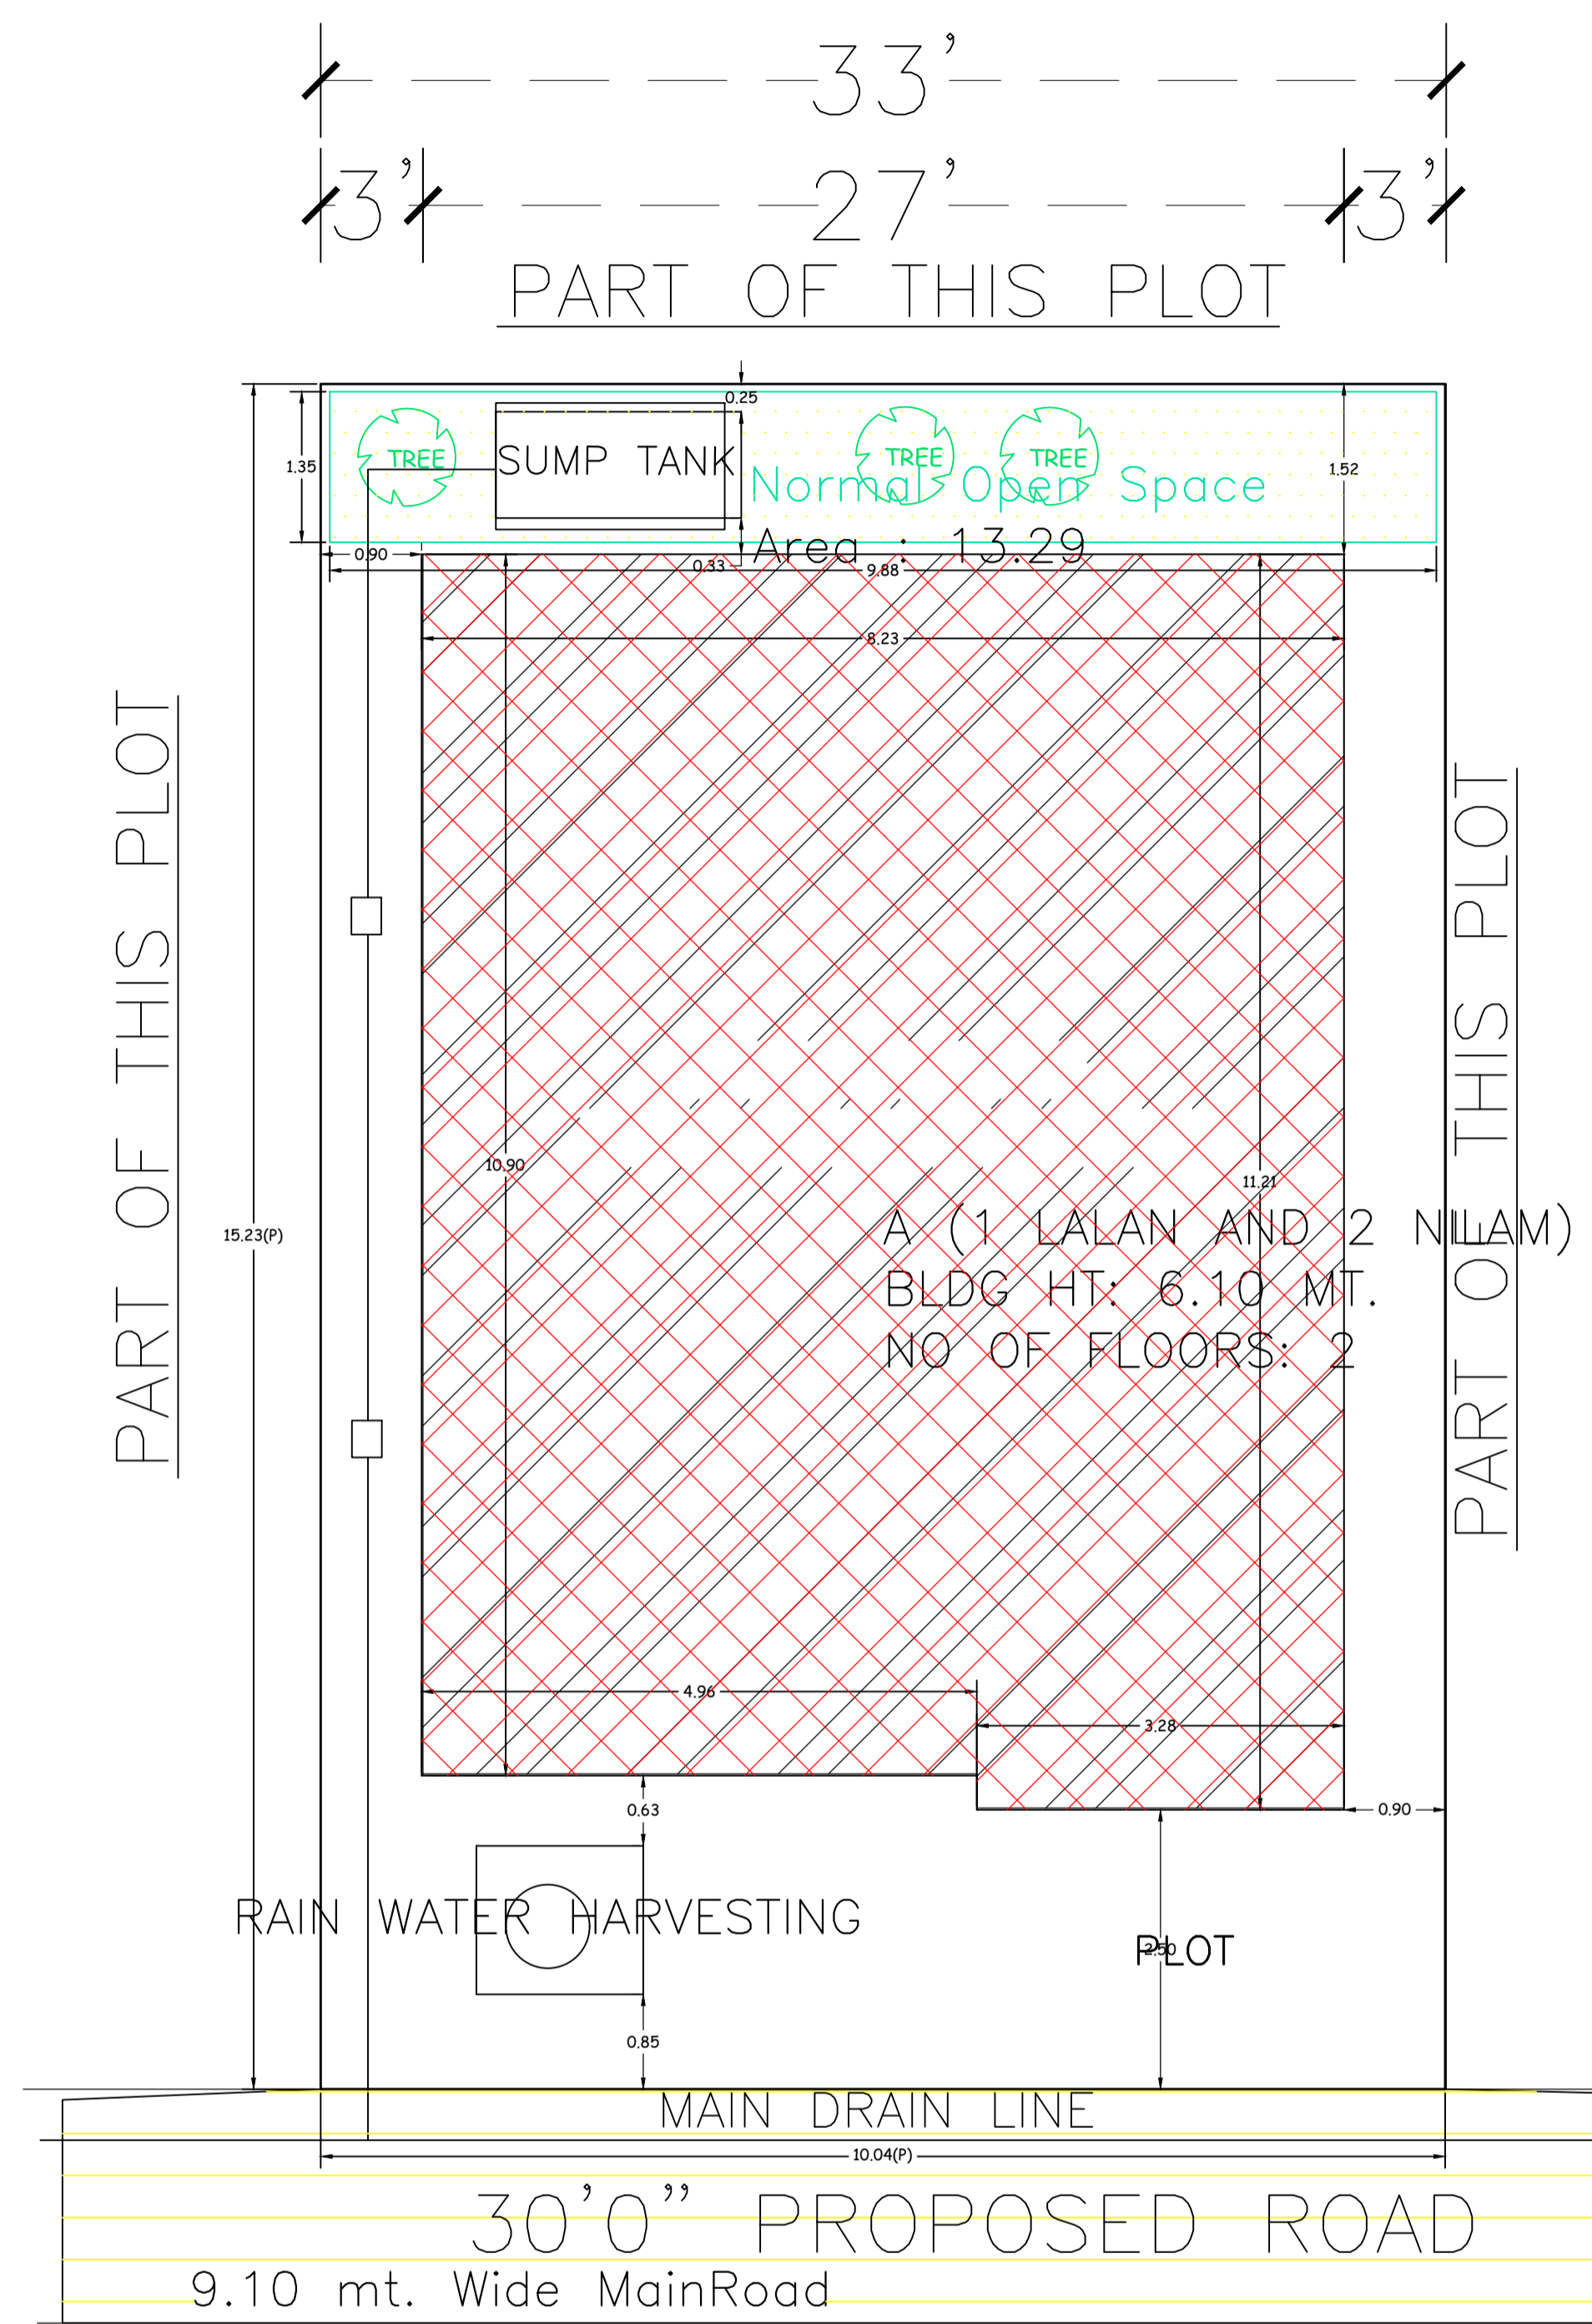 33'
3' 27' 3'
PART OF THIS PLOT
0.25
TREE TREE TREE
SUMP TANK
1.35
1.52
Normal Open Space
Area : 13.29
0.90
0.33
9.88
8.23
PART OF THIS PLOT
PART OF THIS PLOT
10.90
11.21
15.23(P)
A (1 LALAN AND 2 NILAM)
BLDG HT: 6.10 MT.
NO OF FLOORS: 2
4.96
3.28
0.63
0.90
RAIN WATER HARVESTING
PLOT
2.50
0.85
MAIN DRAIN LINE
10.04(P)
30'0" PROPOSED ROAD
9.10 mt. Wide MainRoad